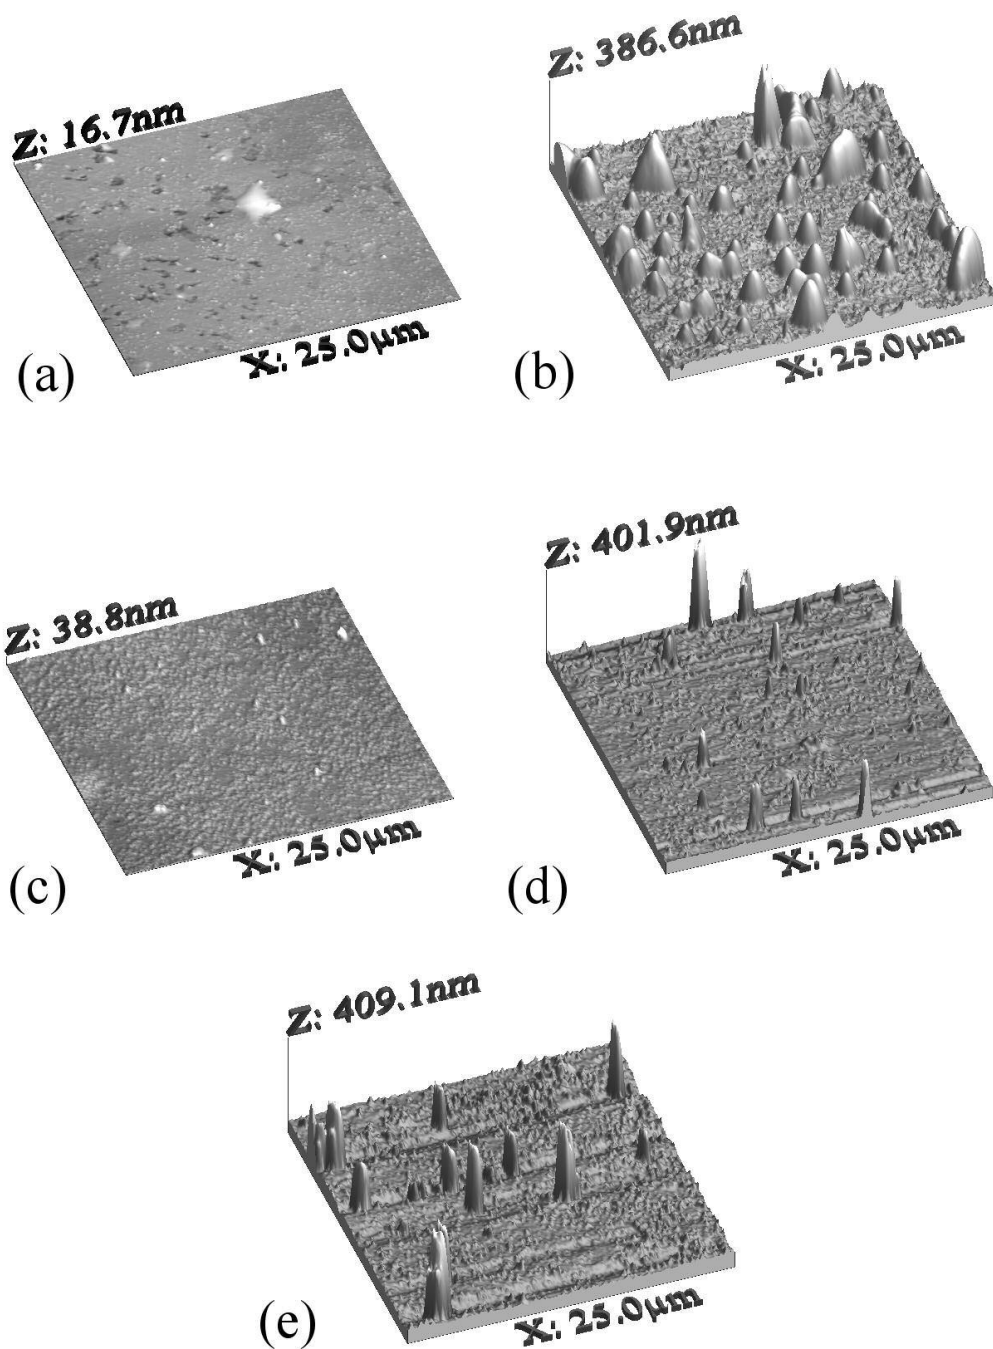 Z: 16.7nm
X: 25.0µm
(a)
Z: 386.6nm
X: 25.0µm
(b)
Z: 38.8nm
X: 25.0µm
(c)
Z: 401.9nm
X: 25.0µm
(d)
Z: 409.1nm
X: 25.0µm
(e)